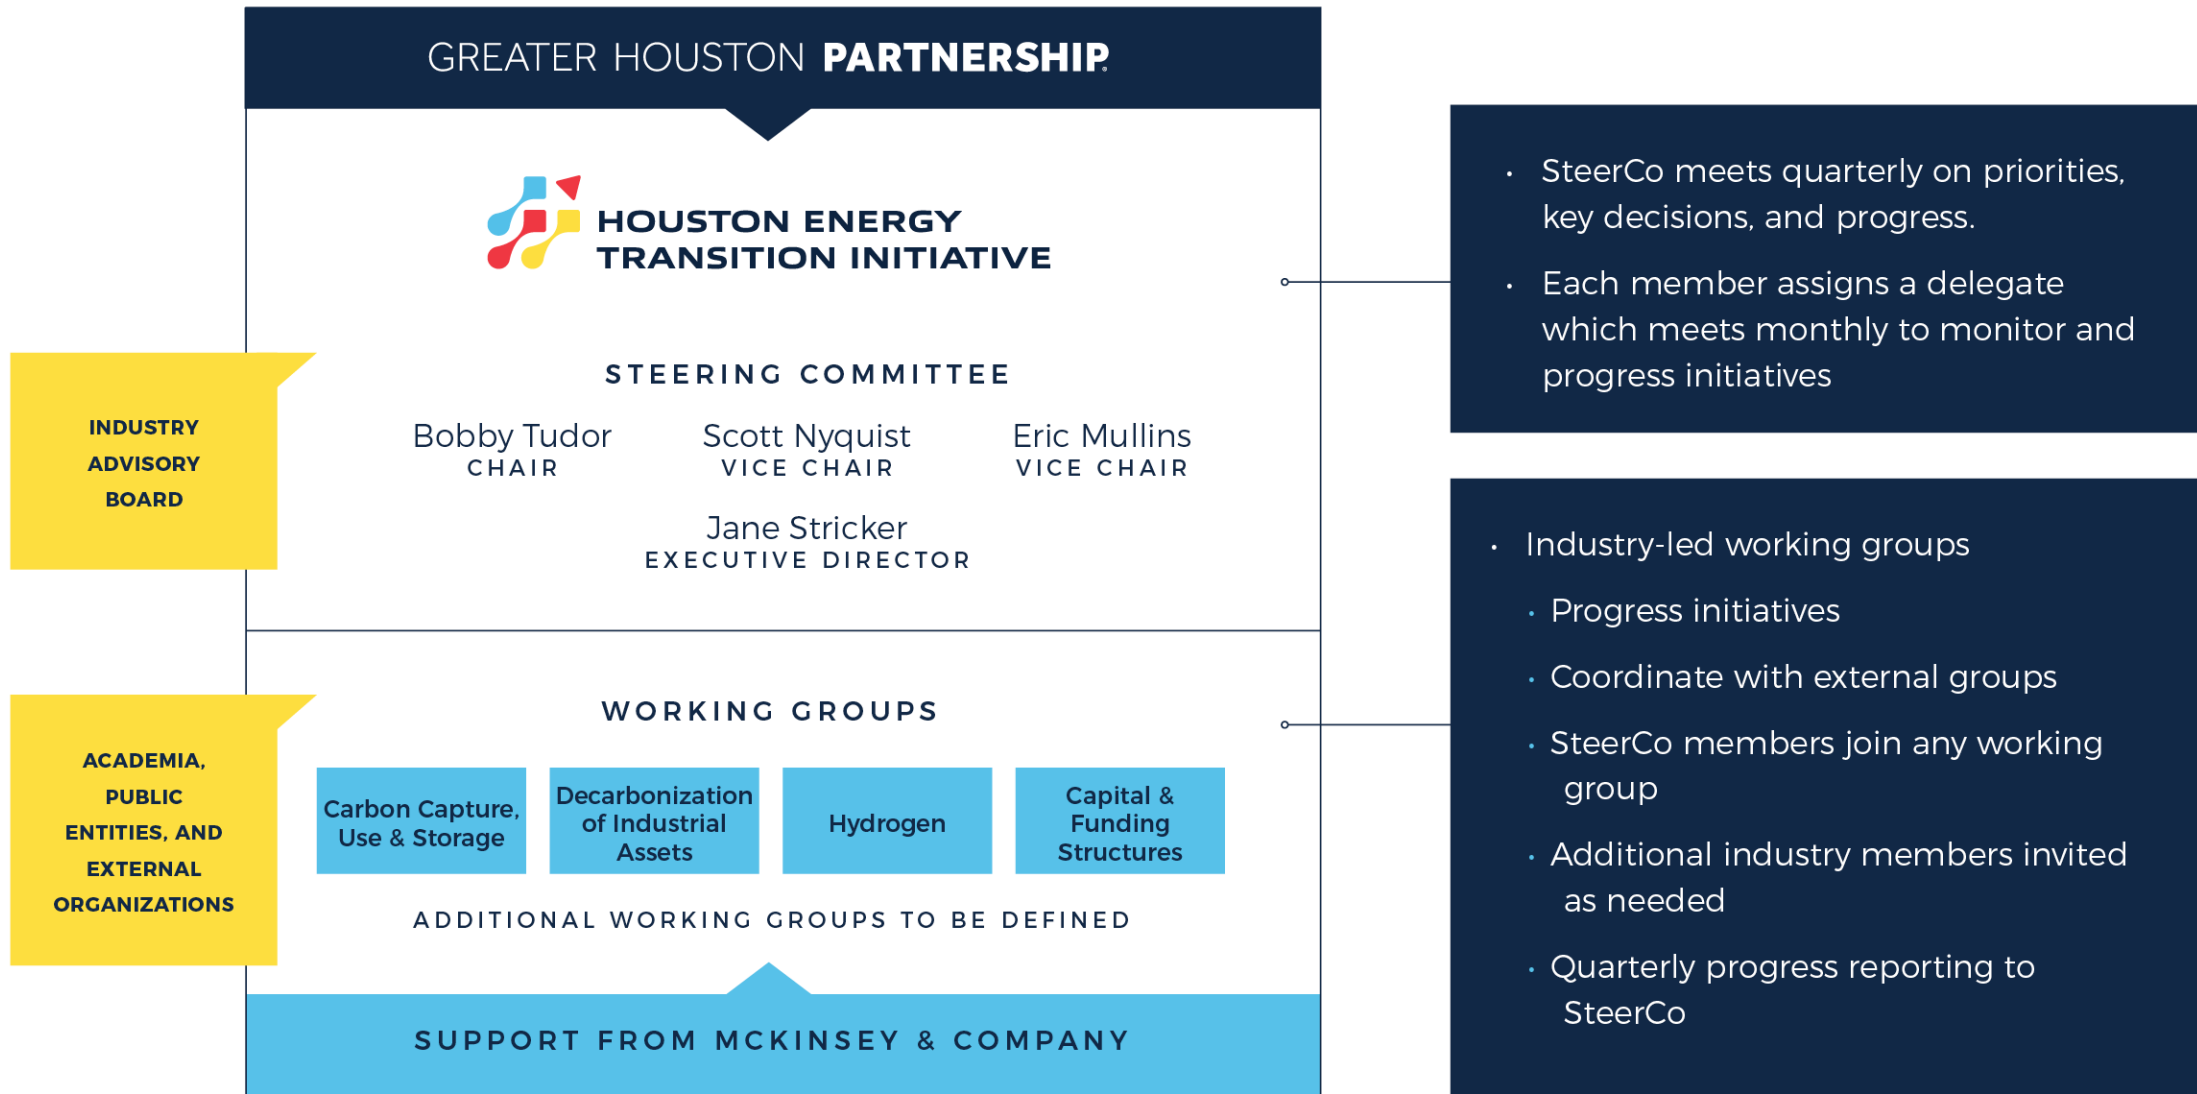 GREATER HOUSTON PARTNERSHIP®
HOUSTON ENERGY
TRANSITION INITIATIVE
STEERING COMMITTEE
Bobby Tudor
CHAIR
Scott Nyquist
VICE CHAIR
Eric Mullins
VICE CHAIR
Jane Stricker
EXECUTIVE DIRECTOR
INDUSTRY
ADVISORY
BOARD
WORKING GROUPS
Carbon Capture,
Use & Storage
Decarbonization
of Industrial
Assets
Hydrogen
Capital &
Funding
Structures
ADDITIONAL WORKING GROUPS TO BE DEFINED
ACADEMIA,
PUBLIC
ENTITIES, AND
EXTERNAL
ORGANIZATIONS
SUPPORT FROM MCKINSEY & COMPANY
• SteerCo meets quarterly on priorities,
key decisions, and progress.
• Each member assigns a delegate
which meets monthly to monitor and
progress initiatives
• Industry-led working groups
• Progress initiatives
• Coordinate with external groups
• SteerCo members join any working
group
• Additional industry members invited
as needed
• Quarterly progress reporting to
SteerCo